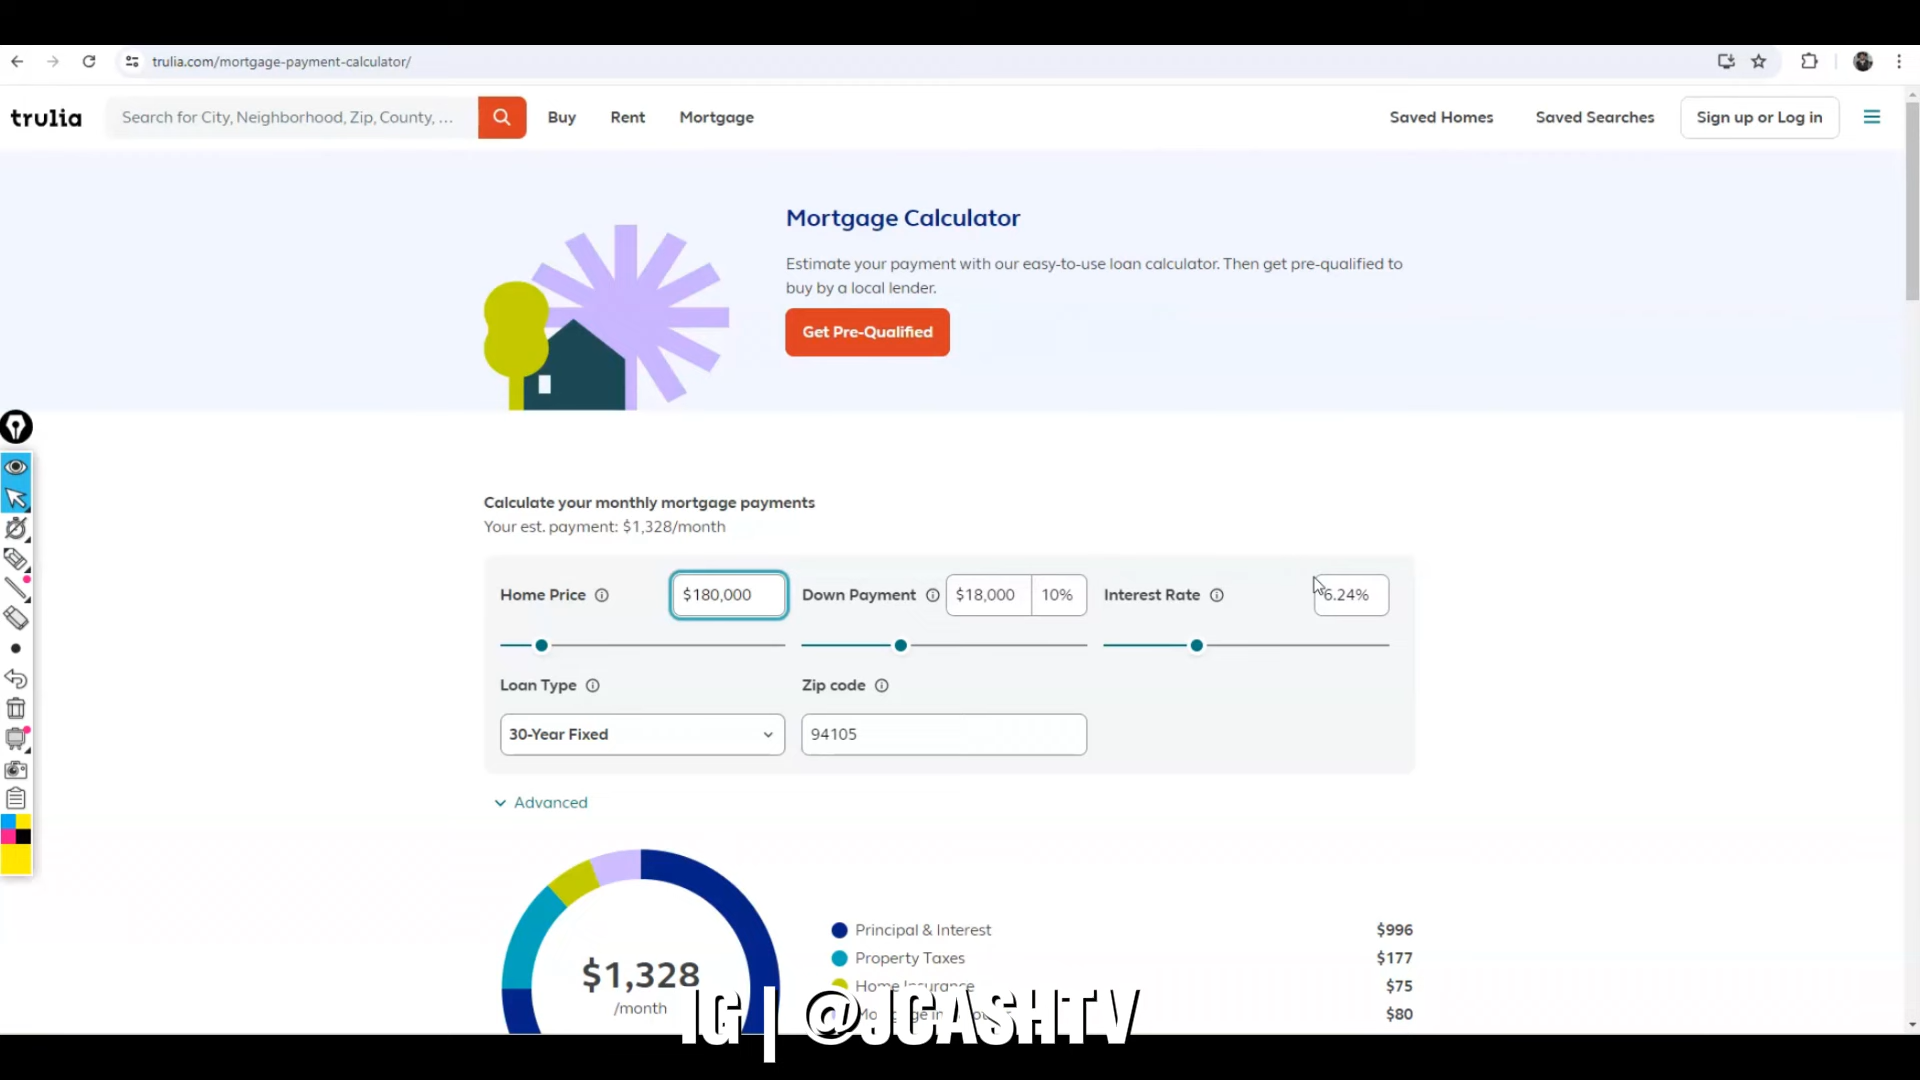 trulia.com/mortgage-payment-calculator/
trulia Search for City, Neighborhood, Zip, County, ... Buy Rent Mortgage Saved Homes Saved Searches Sign up or Log in
Mortgage Calculator
Estimate your payment with our easy-to-use loan calculator. Then get pre-qualified to
buy by a local lender.
Get Pre-Qualified
Calculate your monthly mortgage payments
Your est. payment: $1,328/month
Home Price $180,000 Down Payment $18,000 10% Interest Rate 6.24%
Loan Type Zip code
30-Year Fixed 94105
Advanced
Principal & Interest $996
Property Taxes $177
$1,328
Home Insurance $75
/month
$80
IG | @JCASHTV